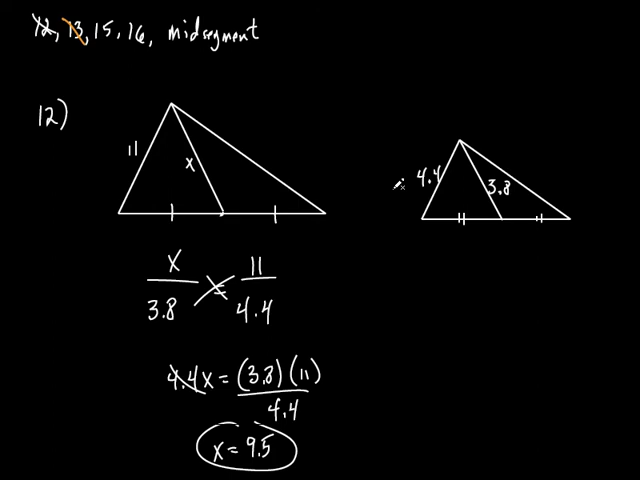 12, 13, 15, 16, midsegment
12)
11
x
4.4
3.8
x/3.8 = 11/4.4
4.4x = (3.8)(11)/4.4
x = 9.5